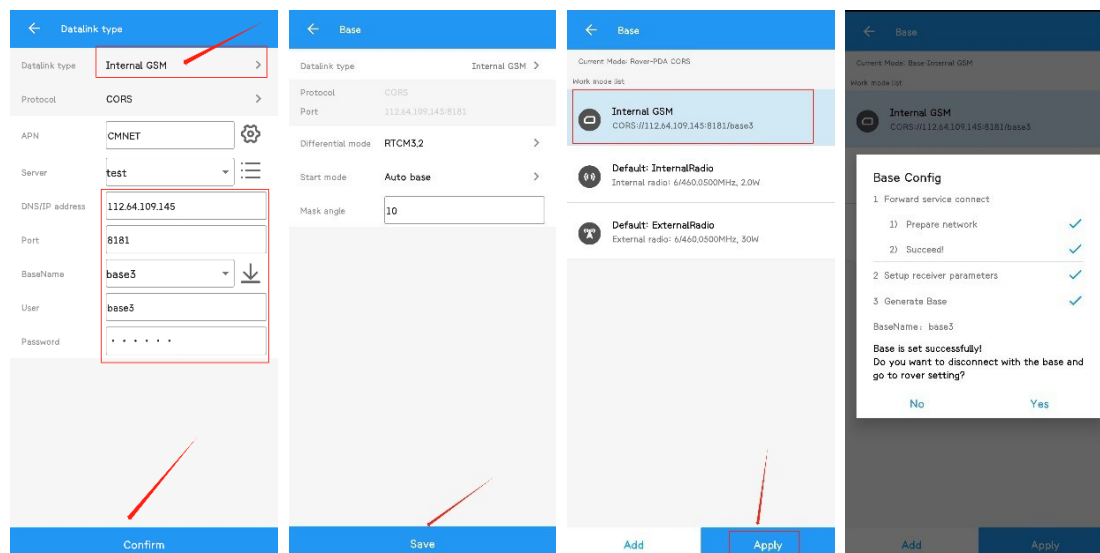 Datalink type
Datalink type Internal GSM
Protocol CORS
APN CMNET
Server test
DNS/IP address 112.64.109.145
Port 8181
BaseName base3
User base3
Password ······
Confirm
Base
Datalink type Internal GSM
Protocol CORS
Port 112.64.109.145:8181
Differential mode RTCM3.2
Start mode Auto base
Mask angle 10
Save
Base
Current Mode: Rover-PDA CORS
Work mode list
Internal GSM
CORS://112.64.109.145:8181/base3
Default: InternalRadio
Internal radio: 6/460.0500MHz, 2.0W
Default: ExternalRadio
External radio: 6/460.0500MHz, 30W
Add Apply
Base
Current Mode: Base-Internal GSM
Work mode list
Internal GSM
CORS://112.64.109.145:8181/base3
Base Config
1 Forward service connect
1) Prepare network
2) Succeed!
2 Setup receiver parameters
3 Generate Base
BaseName: base3
Base is set successfully!
Do you want to disconnect with the base and
go to rover setting?
No Yes
Add Apply